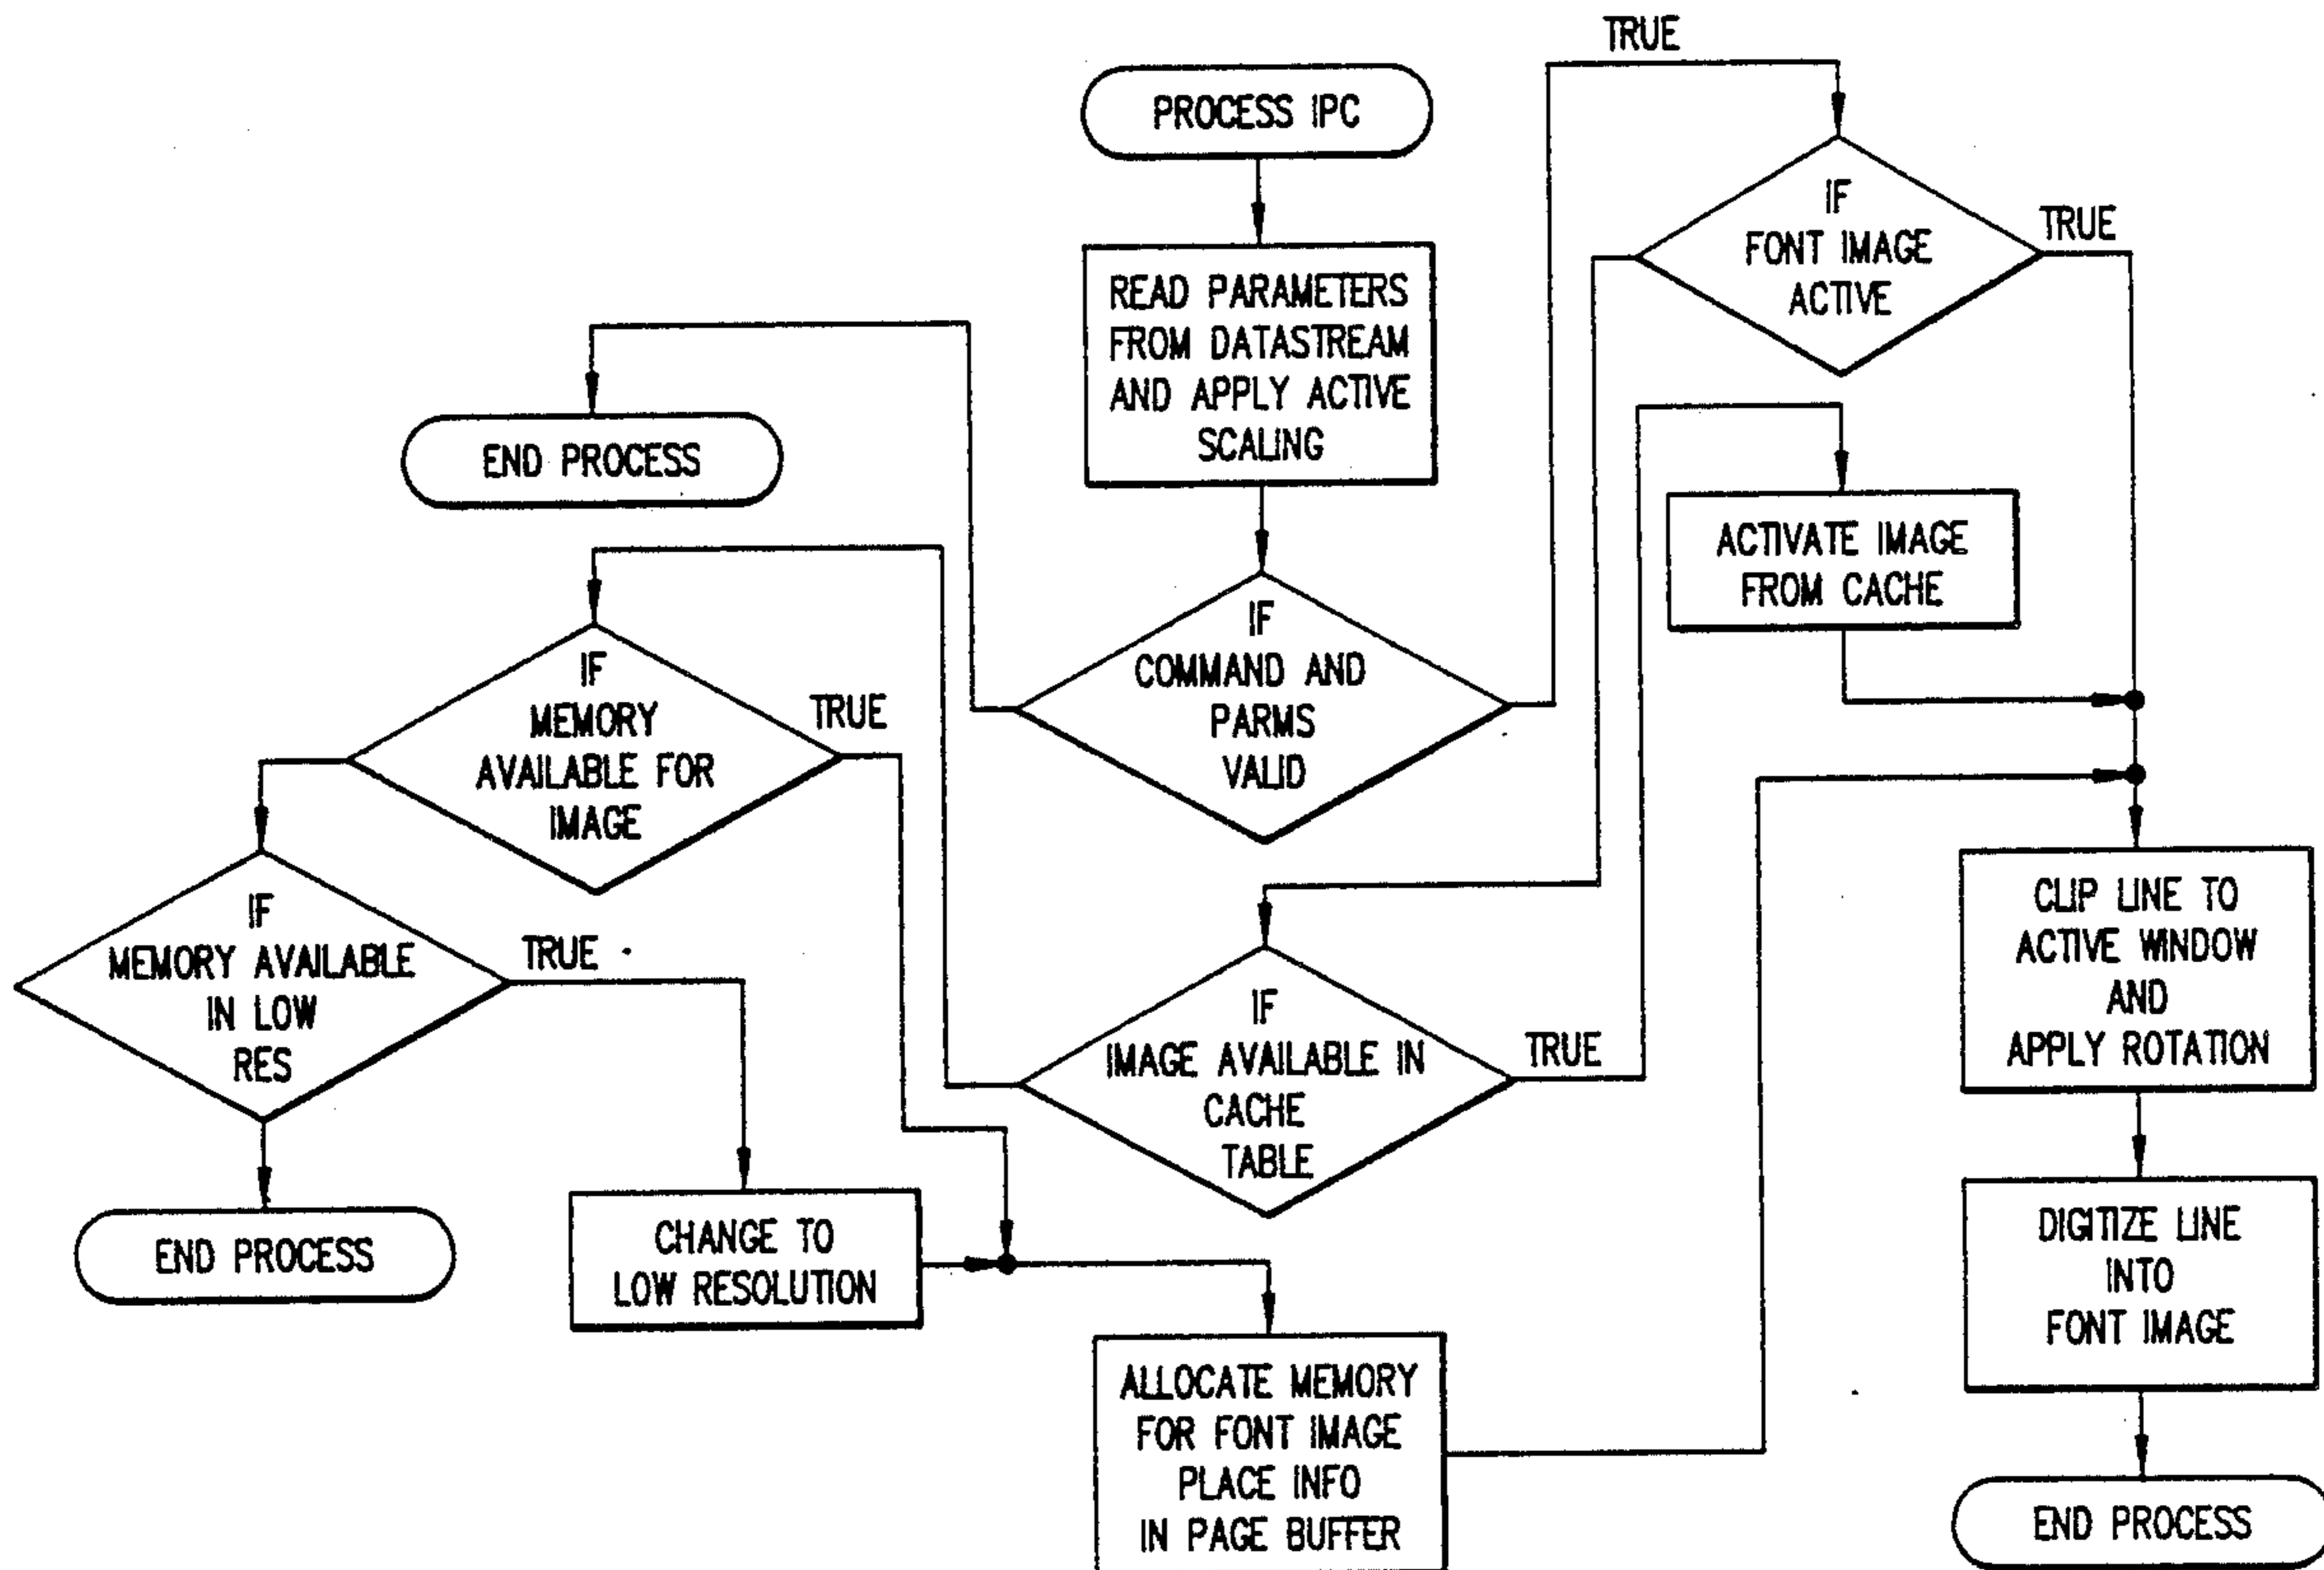 TRUE
PROCESS IPC
IF
FONT IMAGE
ACTIVE
TRUE
READ PARAMETERS
FROM DATASTREAM
AND APPLY ACTIVE
SCALING
END PROCESS
ACTIVATE IMAGE
FROM CACHE
IF
COMMAND AND
PARMS
VALID
IF
MEMORY
AVAILABLE FOR
IMAGE
TRUE
IF
MEMORY AVAILABLE
IN LOW
RES
TRUE
IF
IMAGE AVAILABLE IN
CACHE
TABLE
TRUE
CLIP LINE TO
ACTIVE WINDOW
AND
APPLY ROTATION
END PROCESS
CHANGE TO
LOW RESOLUTION
DIGITIZE LINE
INTO
FONT IMAGE
ALLOCATE MEMORY
FOR FONT IMAGE
PLACE INFO
IN PAGE BUFFER
END PROCESS